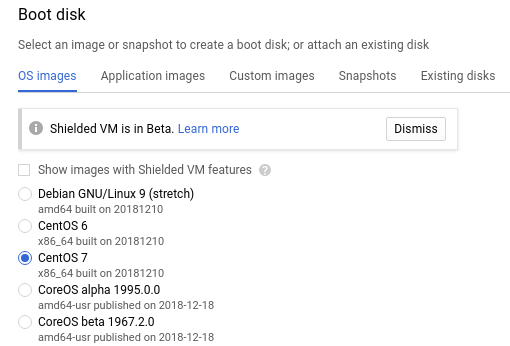 Boot disk
Select an image or snapshot to create a boot disk; or attach an existing disk
OS images Application images Custom images Snapshots Existing disks
Shielded VM is in Beta. Learn more Dismiss
Show images with Shielded VM features ?
Debian GNU/Linux 9 (stretch)
amd64 built on 20181210
CentOS 6
x86_64 built on 20181210
CentOS 7
x86_64 built on 20181210
CoreOS alpha 1995.0.0
amd64-usr published on 2018-12-18
CoreOS beta 1967.2.0
amd64-usr published on 2018-12-18